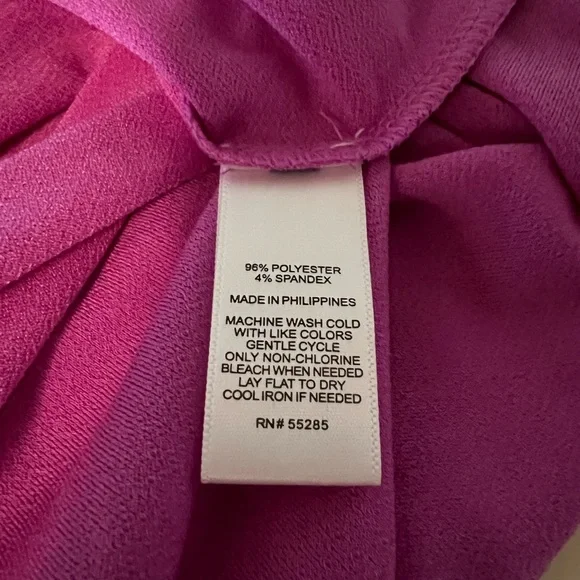 96% POLYESTER
4% SPANDEX
MADE IN PHILIPPINES
MACHINE WASH COLD
WITH LIKE COLORS
GENTLE CYCLE
ONLY NON-CHLORINE
BLEACH WHEN NEEDED
LAY FLAT TO DRY
COOL IRON IF NEEDED
RN# 55285